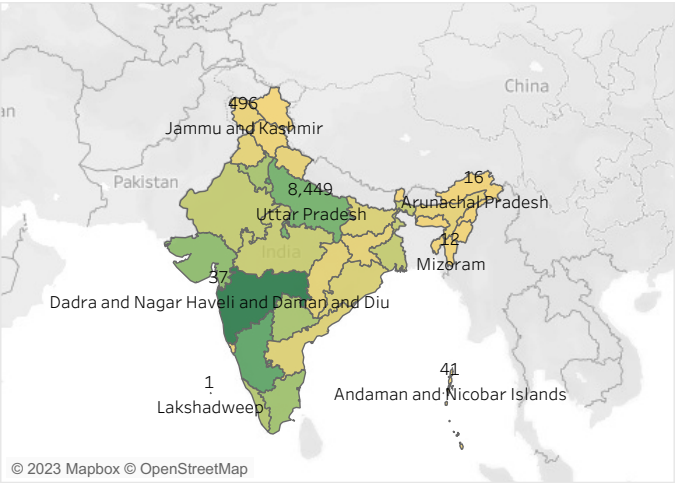 China
an
Pakistan
India
496
Jammu and Kashmir
8,449
Uttar Pradesh
16
Arunachal Pradesh
12
Mizoram
37
Dadra and Nagar Haveli and Daman and Diu
1
Lakshadweep
41
Andaman and Nicobar Islands
© 2023 Mapbox © OpenStreetMap